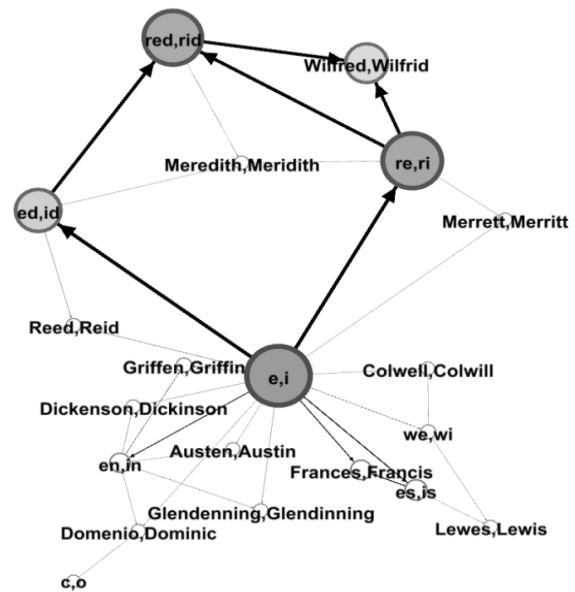 red,rid
Wilfred,Wilfrid
Meredith,Meridith
re,ri
ed,id
Merrett,Merritt
Reed,Reid
Griffen,Griffin
e,i
Colwell,Colwill
Dickenson,Dickinson
we,wi
Austen,Austin
en,in
Frances,Francis
es,is
Glendenning,Glendinning
Domenio,Dominic
Lewes,Lewis
c,o